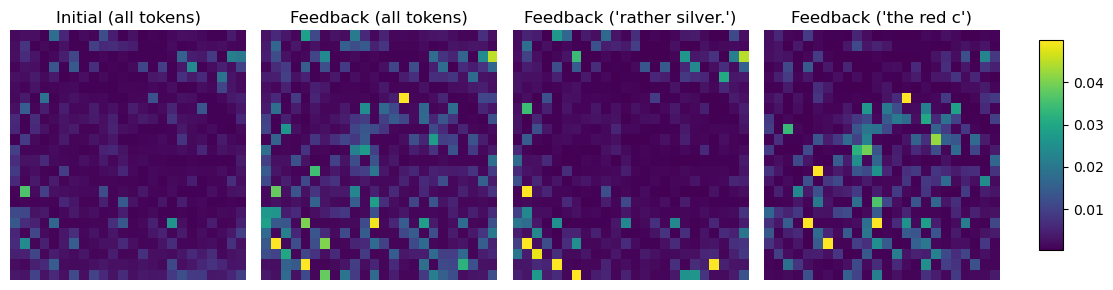 Initial (all tokens)
Feedback (all tokens)
Feedback ('rather silver.')
Feedback ('the red c')
0.04
0.03
0.02
0.01